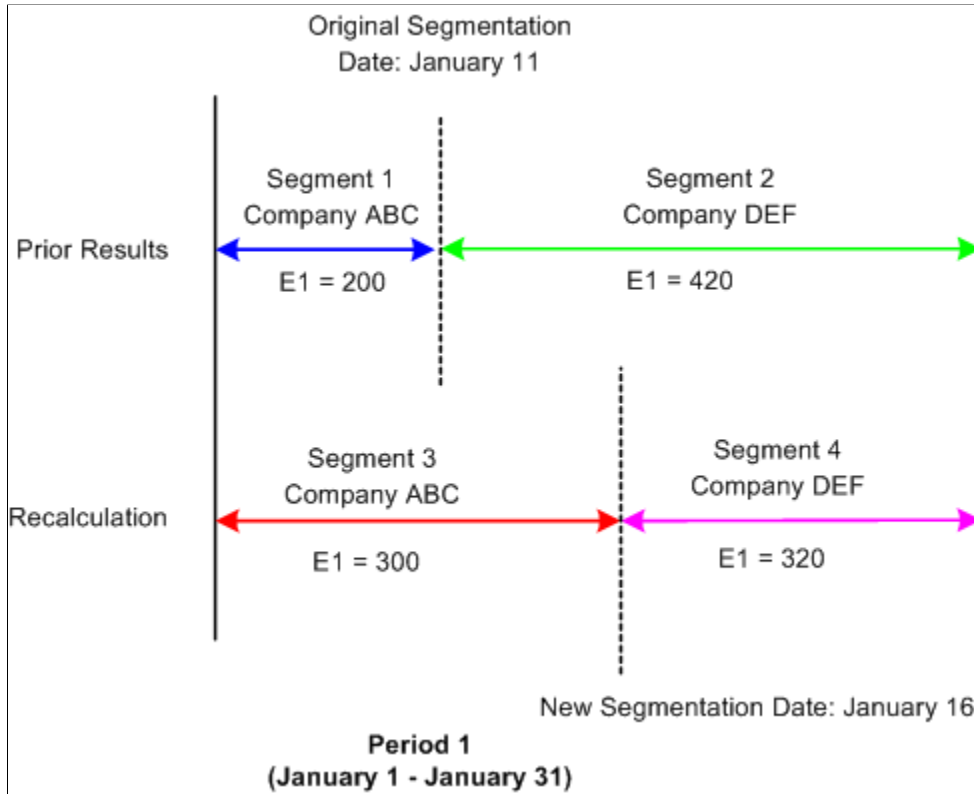 Original Segmentation
Date: January 11
Segment 1
Company ABC
Segment 2
Company DEF
Prior Results
E1 = 200
E1 = 420
Segment 3
Company ABC
Segment 4
Company DEF
Recalculation
E1 = 300
E1 = 320
New Segmentation Date: January 16
Period 1
(January 1 - January 31)